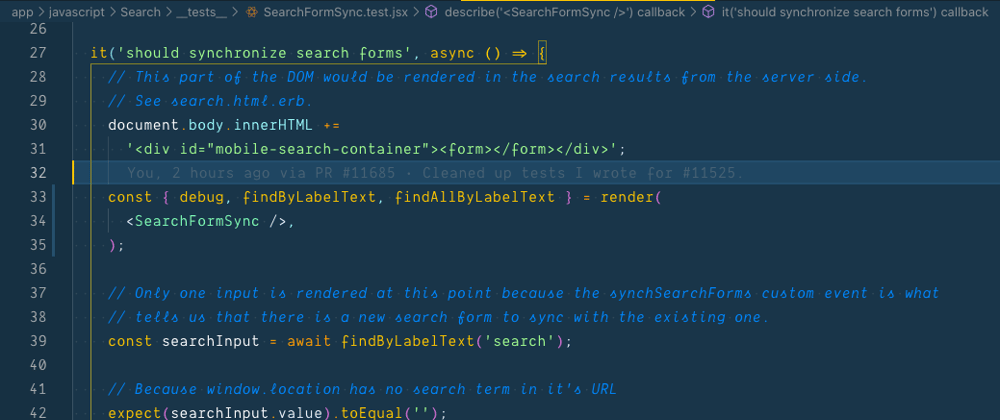 app > javascript > Search > __tests__ > SearchFormSync.test.jsx > describe('<SearchFormSync />') callback > it('should synchronize search forms') callback
26
27 it('should synchronize search forms', async () => {
28 // This part of the DOM would be rendered in the search results from the server side.
29 // See search.html.erb.
30 document.body.innerHTML +=
31 '<div id="mobile-search-container"><form></form></div>';
32 You, 2 hours ago via PR #11685 · Cleaned up tests I wrote for #11525.
33 const { debug, findByLabelText, findAllByLabelText } = render(
34 <SearchFormSync />,
35 );
36
37 // Only one input is rendered at this point because the synchSearchForms custom event is what
38 // tells us that there is a new search form to sync with the existing one.
39 const searchInput = await findByLabelText('search');
40
41 // Because window.location has no search term in it's URL
42 expect(searchInput.value).toEqual('');